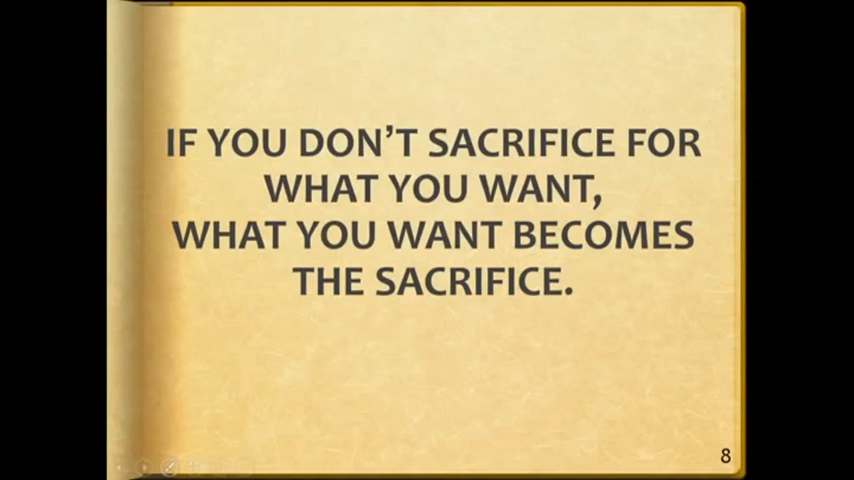 IF YOU DON’T SACRIFICE FOR
WHAT YOU WANT,
WHAT YOU WANT BECOMES
THE SACRIFICE.
8